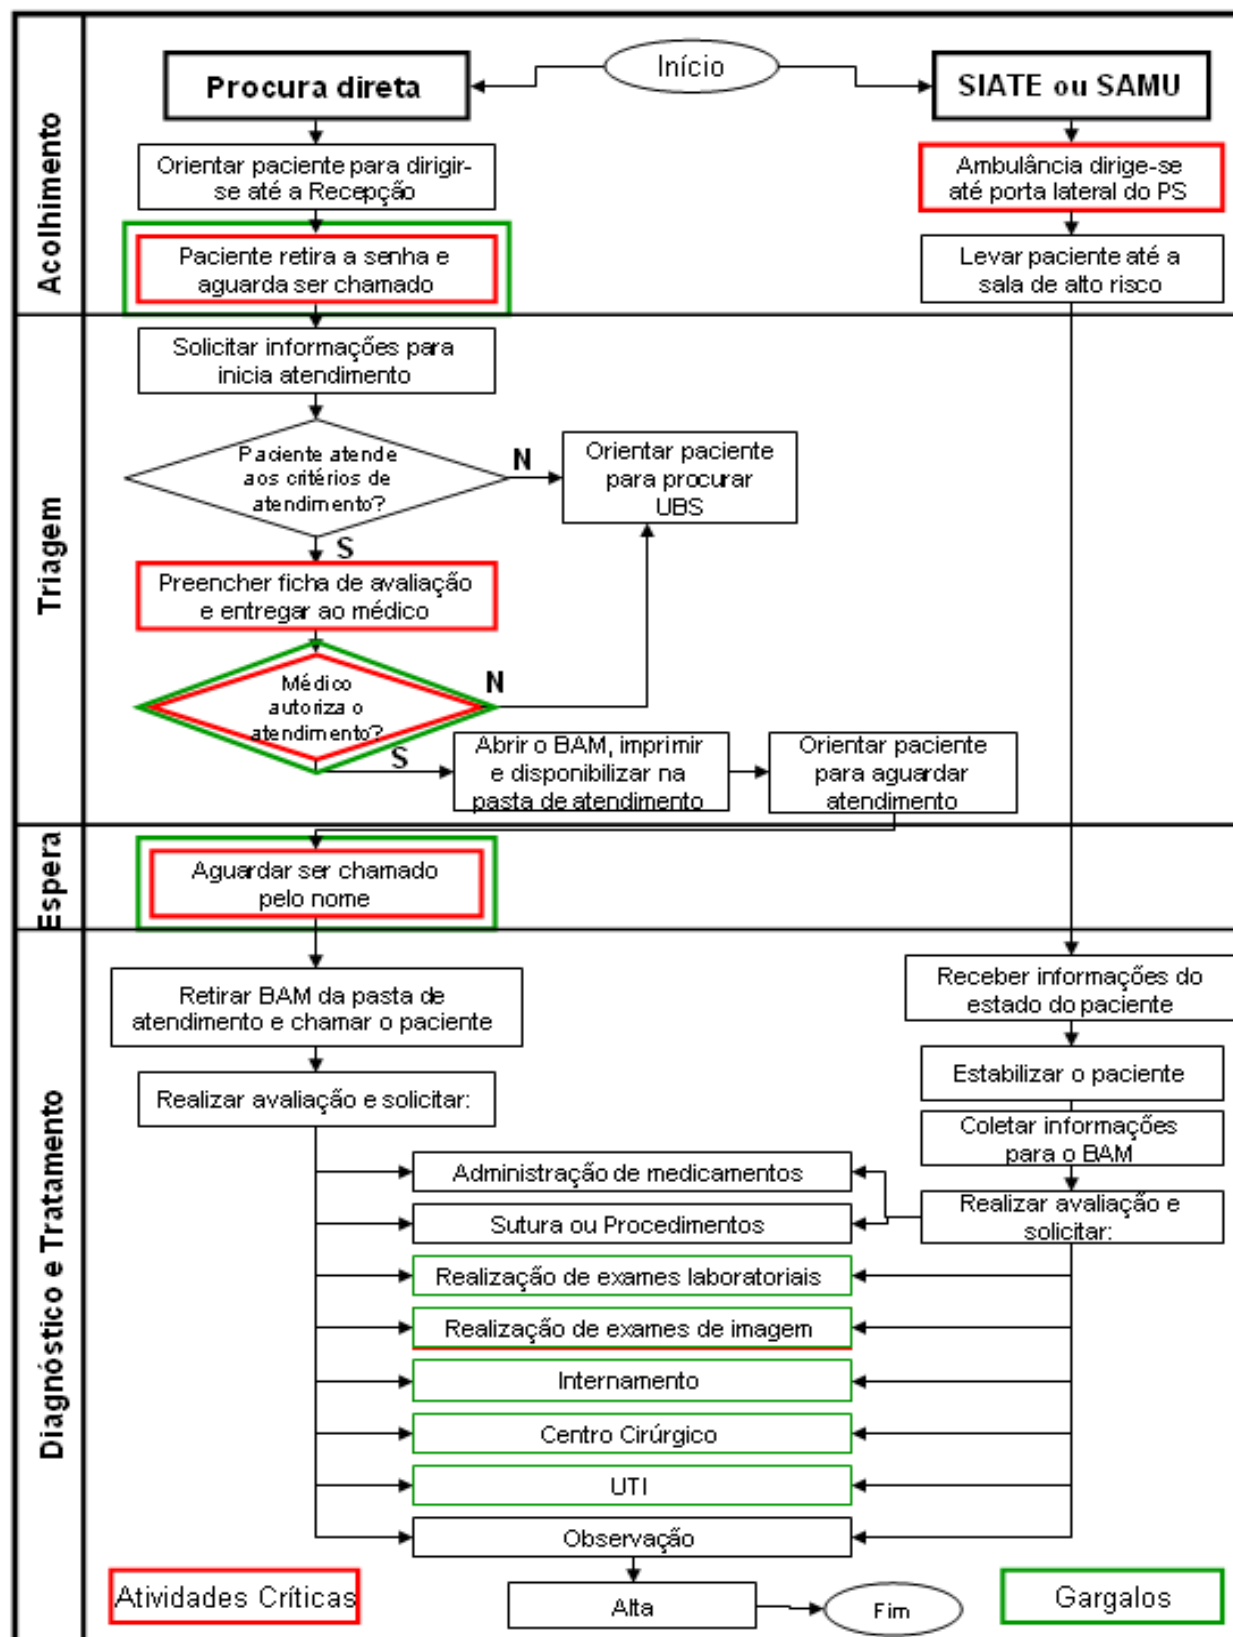 Início
Procura direta
SIATE ou SAMU
Acolhimento
Orientar paciente para dirigir-
se até a Recepção
Ambulância dirige-se
até porta lateral do PS
Paciente retira a senha e
aguarda ser chamado
Levar paciente até a
sala de alto risco
Triagem
Solicitar informações para
inicia atendimento
Paciente atende
aos critérios de
atendimento?
N
Orientar paciente
para procurar
UBS
S
Preencher ficha de avaliação
e entregar ao médico
Médico
autoriza o
atendimento?
N
S
Abrir o BAM, imprimir
e disponibilizar na
pasta de atendimento
Orientar paciente
para aguardar
atendimento
Espera
Aguardar ser chamado
pelo nome
Diagnóstico e Tratamento
Retirar BAM da pasta de
atendimento e chamar o paciente
Receber informações do
estado do paciente
Realizar avaliação e solicitar:
Estabilizar o paciente
Coletar informações
para o BAM
Realizar avaliação e
solicitar:
Administração de medicamentos
Sutura ou Procedimentos
Realização de exames laboratoriais
Realização de exames de imagem
Internamento
Centro Cirúrgico
UTI
Observação
Alta
Fim
Atividades Críticas
Gargalos